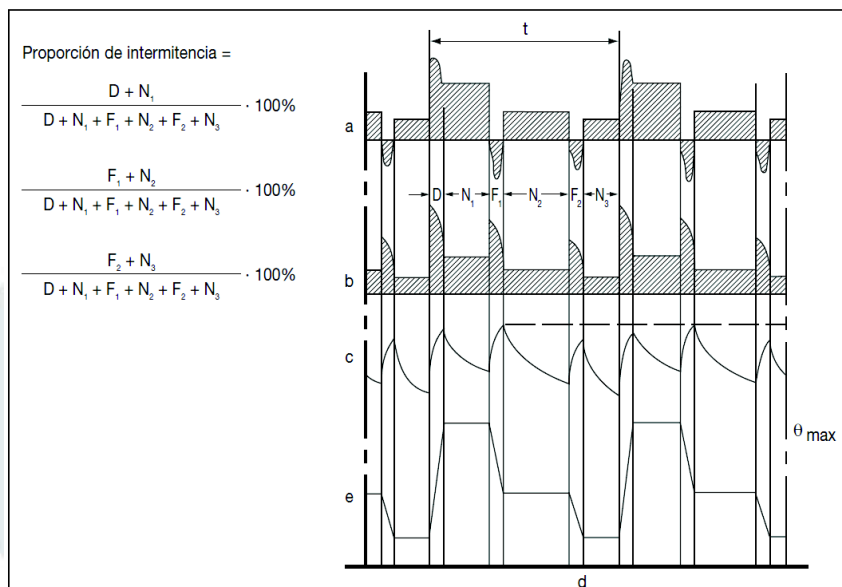 Proporción de intermitencia =
D + N₁
D + N₁ + F₁ + N₂ + F₂ + N₃
· 100%
F₁ + N₂
D + N₁ + F₁ + N₂ + F₂ + N₃
· 100%
F₂ + N₃
D + N₁ + F₁ + N₂ + F₂ + N₃
· 100%
t
a
D N₁ F₁ N₂ F₂ N₃
b
c
θ max
e
d